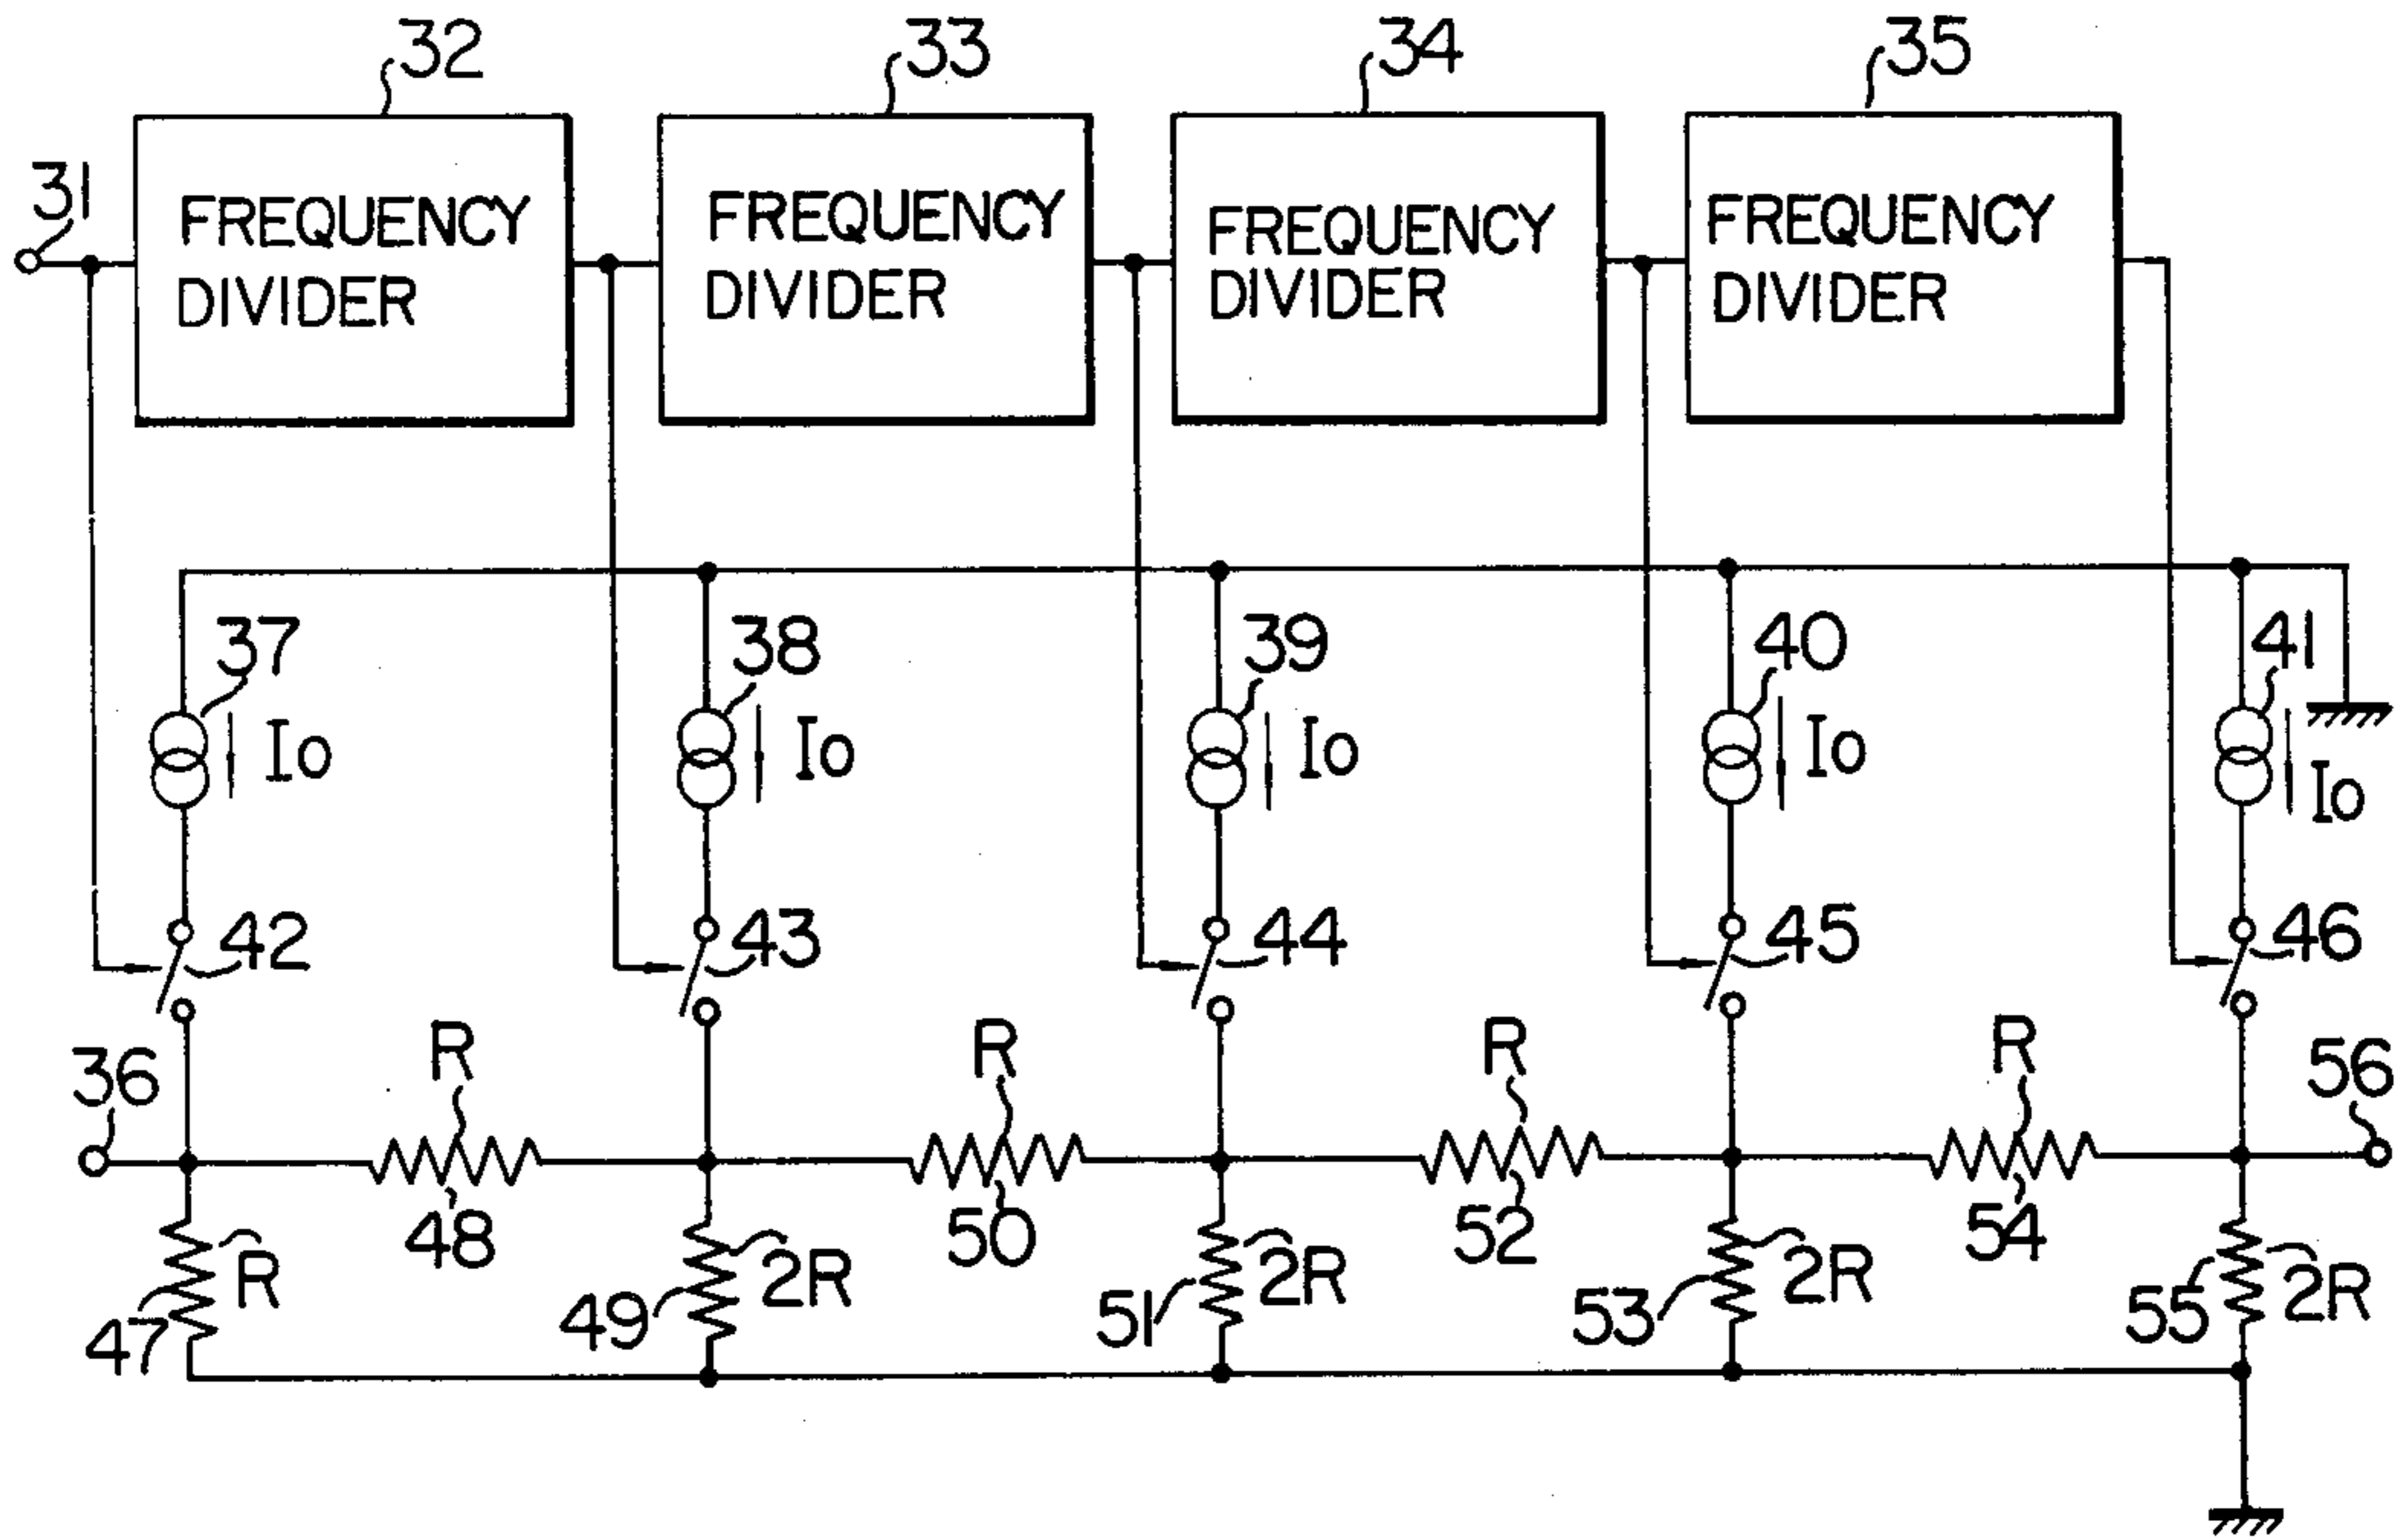 32
33
34
35
31
FREQUENCY
DIVIDER
FREQUENCY
DIVIDER
FREQUENCY
DIVIDER
FREQUENCY
DIVIDER
37
38
39
40
41
Io
Io
Io
Io
Io
42
43
44
45
46
36
R
R
R
R
56
48
50
52
54
R
2R
2R
2R
2R
47
49
51
53
55